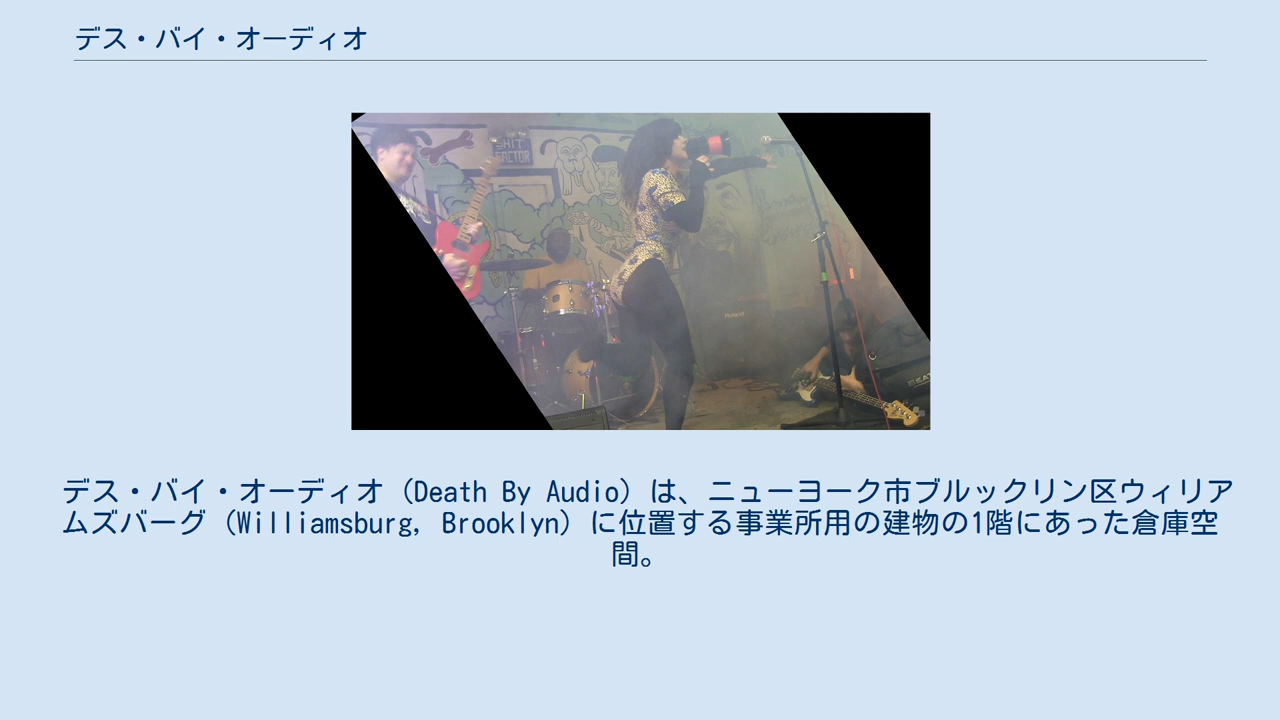 デス・バイ・オーディオ
SHIT
FACTOR
Roland
デス・バイ・オーディオ（Death By Audio）は、ニューヨーク市ブルックリン区ウィリア
ムズバーグ（Williamsburg, Brooklyn）に位置する事業所用の建物の1階にあった倉庫空
間。